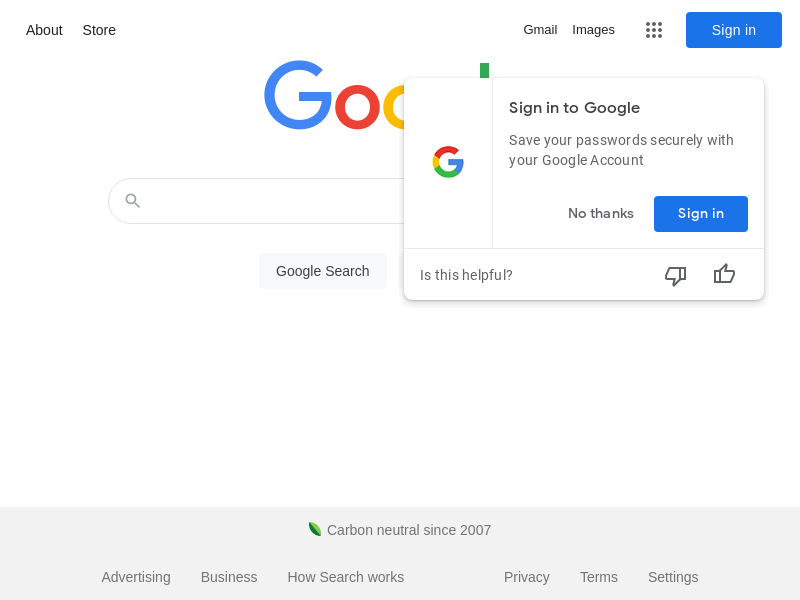 About Store Gmail Images Sign in
Sign in to Google
Save your passwords securely with
your Google Account
No thanks Sign in
Google Search
Is this helpful?
Carbon neutral since 2007
Advertising Business How Search works Privacy Terms Settings